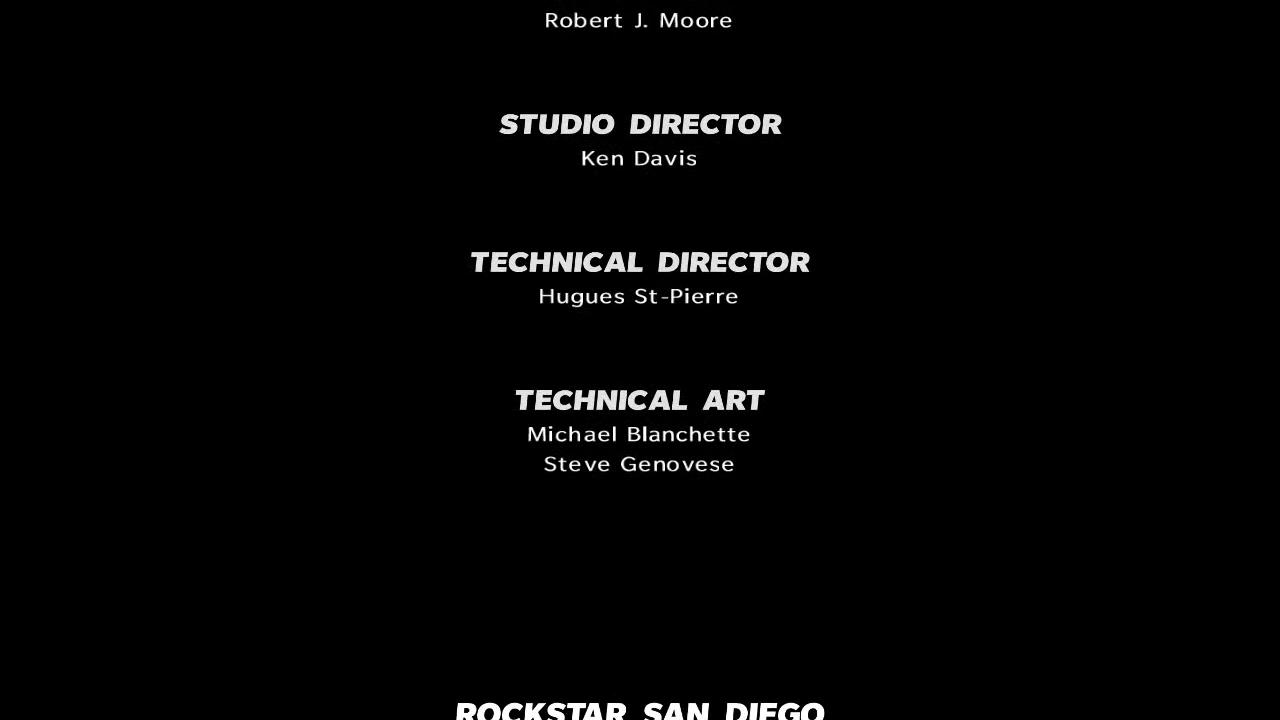 Robert J. Moore
STUDIO DIRECTOR
Ken Davis
TECHNICAL DIRECTOR
Hugues St-Pierre
TECHNICAL ART
Michael Blanchette
Steve Genovese
ROCKSTAR SAN DIEGO